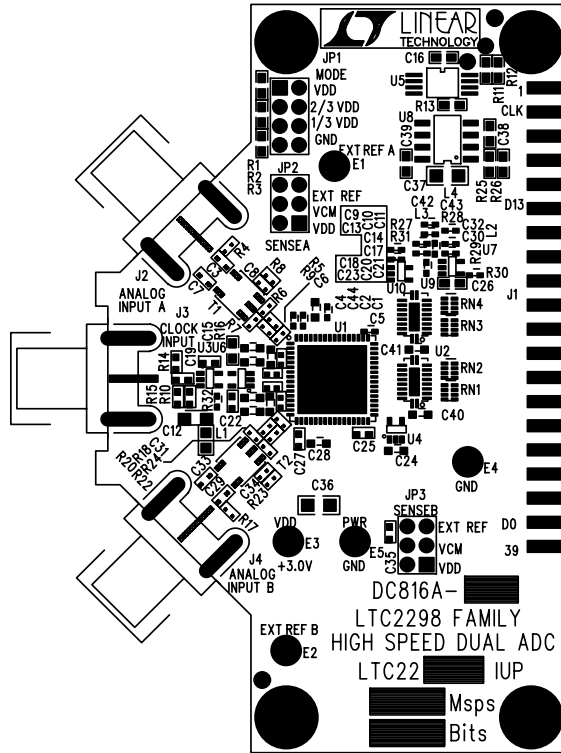 LINEAR
TECHNOLOGY
JP1
MODE
VDD
2/3 VDD
1/3 VDD
GND
R1
R2
R3
C16
U5
R11
R12
R13
U8
C39
C38
C37
L4
R25
R26
1
CLK
D13
EXT REF A
E1
JP2
EXT REF
VCM
VDD
SENSEA
C9
C13
C10
C11
C14
C17
C18
C23
C20
C21
C42
C43
L3
R28
R27
R31
C32
C30
L2
U7
R29
R30
U10
U9
C26
J1
J2
ANALOG
INPUT A
R4
C3
C8
R8
C7
T1
R6
C6
C4
C44
C2
C1
U1
C5
RN4
RN3
C41
U2
RN2
RN1
C40
J3
CLOCK
INPUT
C15
R16
R14
C19
U3
U6
R15
R10
R32
C12
L1
C22
C27
C28
C25
U4
C24
R18
C31
R20
R24
R22
C33
C29
C34
R23
T2
R17
C36
E4
GND
J4
ANALOG
INPUT B
VDD
E3
+3.0V
PWR
E5
GND
JP3
SENSEB
EXT REF
VCM
VDD
C35
D0
39
EXT REF B
E2
DC816A-
LTC2298 FAMILY
HIGH SPEED DUAL ADC
LTC22 IUP
Msps
Bits